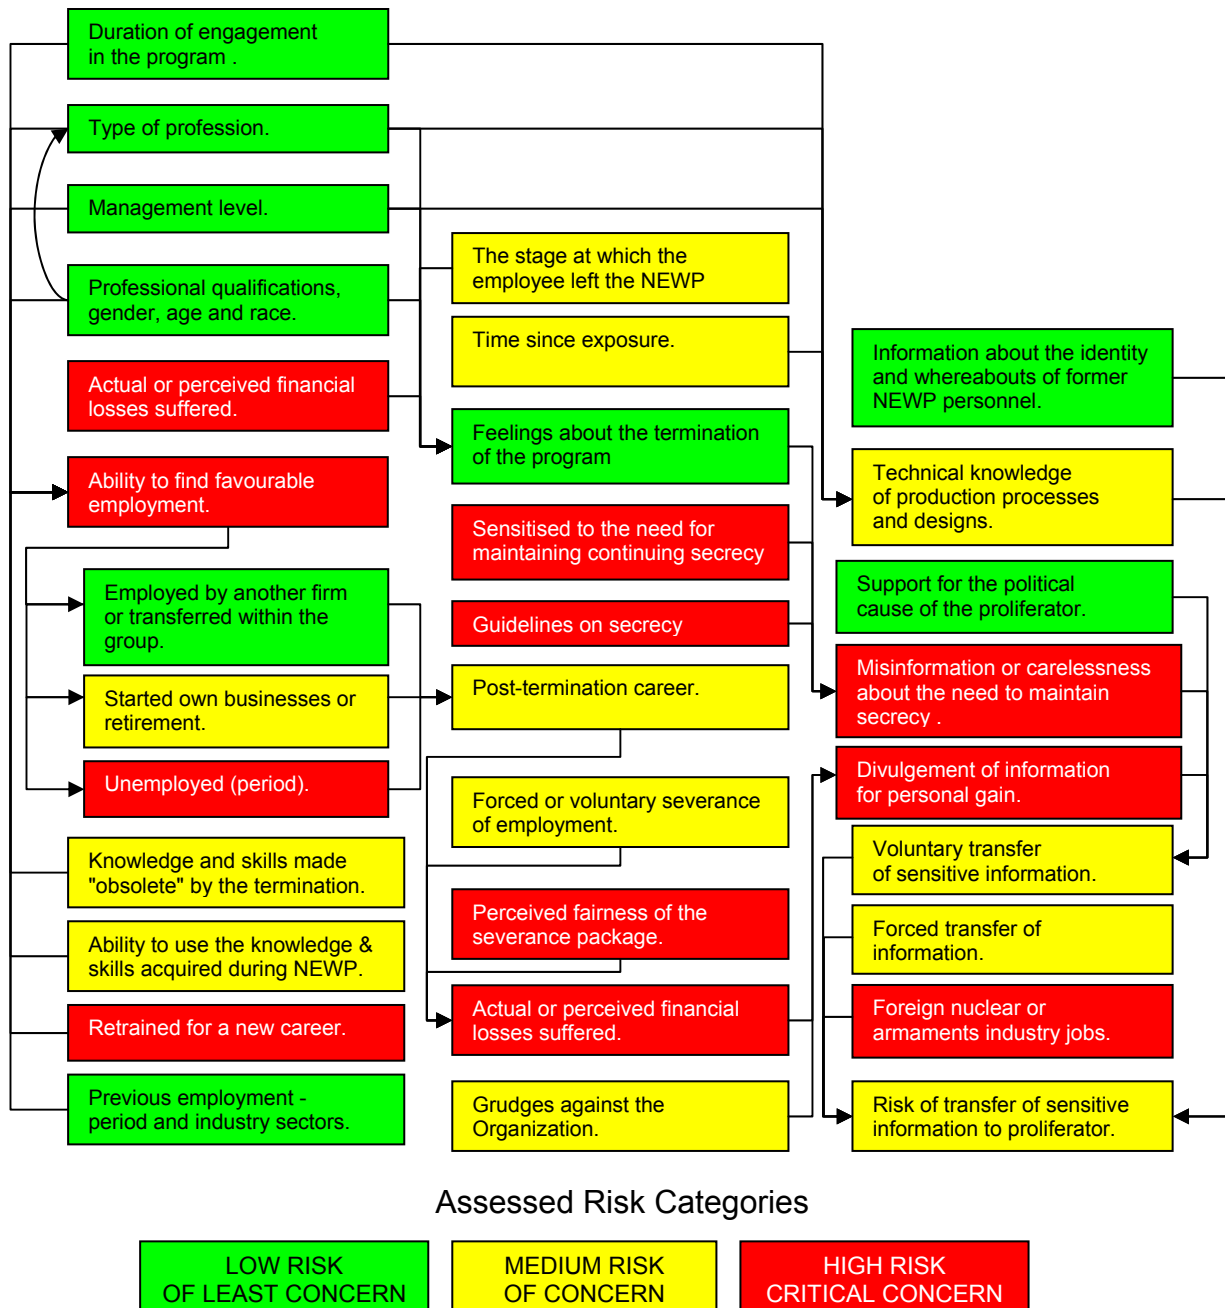 Duration of engagement
in the program .
Type of profession.
Management level.
Professional qualifications,
gender, age and race.
Actual or perceived financial
losses suffered.
Ability to find favourable
employment.
Employed by another firm
or transferred within the
group.
Started own businesses or
retirement.
Unemployed (period).
Knowledge and skills made
"obsolete" by the termination.
Ability to use the knowledge &
skills acquired during NEWP.
Retrained for a new career.
Previous employment -
period and industry sectors.
The stage at which the
employee left the NEWP
Time since exposure.
Feelings about the termination
of the program
Sensitised to the need for
maintaining continuing secrecy
Guidelines on secrecy
Post-termination career.
Forced or voluntary severance
of employment.
Perceived fairness of the
severance package.
Actual or perceived financial
losses suffered.
Grudges against the
Organization.
Information about the identity
and whereabouts of former
NEWP personnel.
Technical knowledge
of production processes
and designs.
Support for the political
cause of the proliferator.
Misinformation or carelessness
about the need to maintain
secrecy .
Divulgement of information
for personal gain.
Voluntary transfer
of sensitive information.
Forced transfer of
information.
Foreign nuclear or
armaments industry jobs.
Risk of transfer of sensitive
information to proliferator.
Assessed Risk Categories
LOW RISK
OF LEAST CONCERN
MEDIUM RISK
OF CONCERN
HIGH RISK
CRITICAL CONCERN